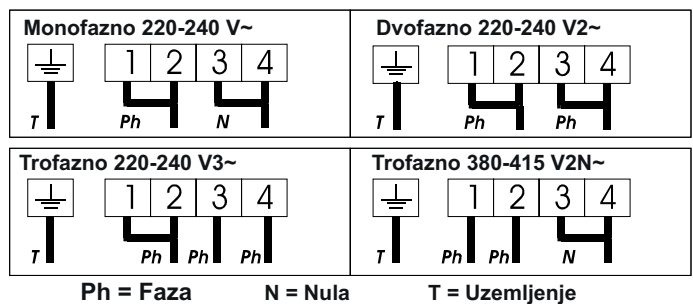 Monofazno 220-240 V~
1 2 3 4
T Ph N
Dvofazno 220-240 V2~
1 2 3 4
T Ph Ph
Trofazno 220-240 V3~
1 2 3 4
T Ph Ph Ph
Trofazno 380-415 V2N~
1 2 3 4
T Ph Ph N
Ph = Faza N = Nula T = Uzemljenje